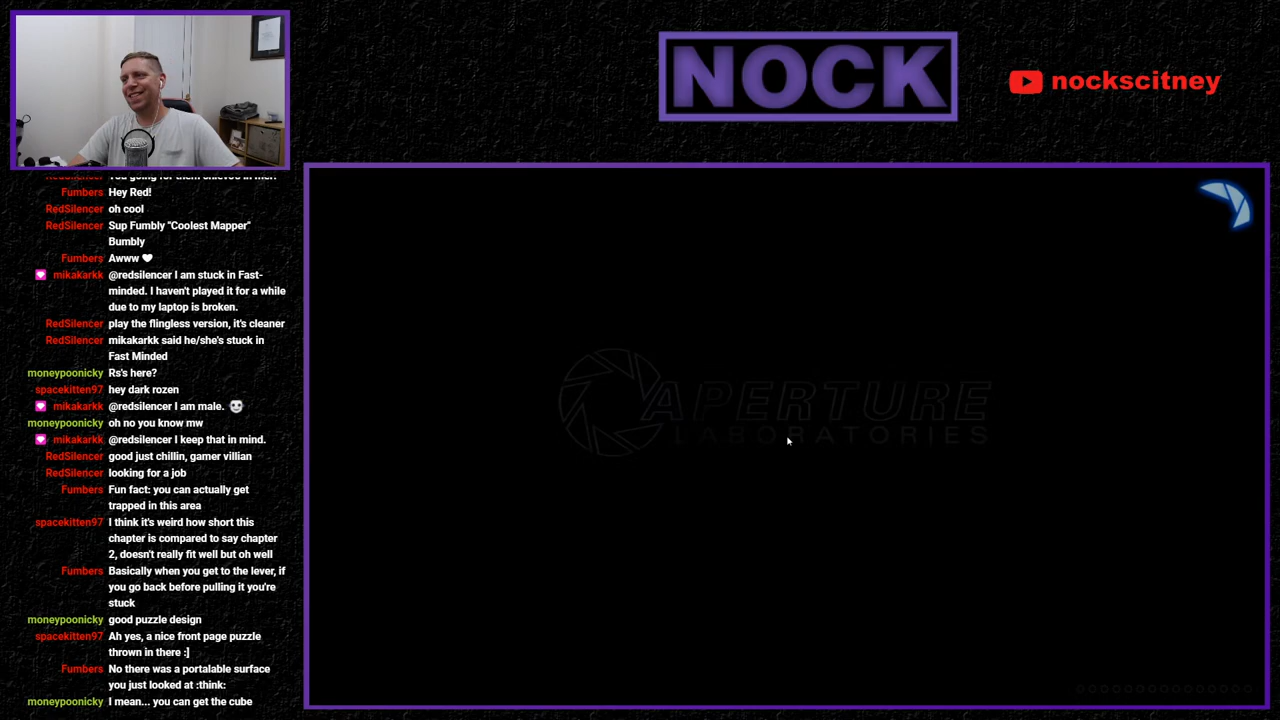 NOCK
nockscitney
Fumbers Hey Red!
RedSilencer oh cool
RedSilencer Sup Fumbly "Coolest Mapper"
Bumbly
Fumbers Awww
mikakarkk @redsilencer I am stuck in Fast-
minded. I haven't played it for a while
due to my laptop is broken.
RedSilencer play the flingless version, it's cleaner
RedSilencer mikakarkk said he/she's stuck in
Fast Minded
moneypoonicky Rs's here?
spacekitten97 hey dark rozen
mikakarkk @redsilencer I am male.
moneypoonicky oh no you know mw
mikakarkk @redsilencer I keep that in mind.
RedSilencer good just chillin, gamer villian
RedSilencer looking for a job
Fumbers Fun fact: you can actually get
trapped in this area
spacekitten97 I think it's weird how short this
chapter is compared to say chapter
2, doesn't really fit well but oh well
Fumbers Basically when you get to the lever, if
you go back before pulling it you're
stuck
moneypoonicky good puzzle design
spacekitten97 Ah yes, a nice front page puzzle
thrown in there :]
Fumbers No there was a portalable surface
you just looked at :think:
moneypoonicky I mean... you can get the cube
APERTURE
LABORATORIES